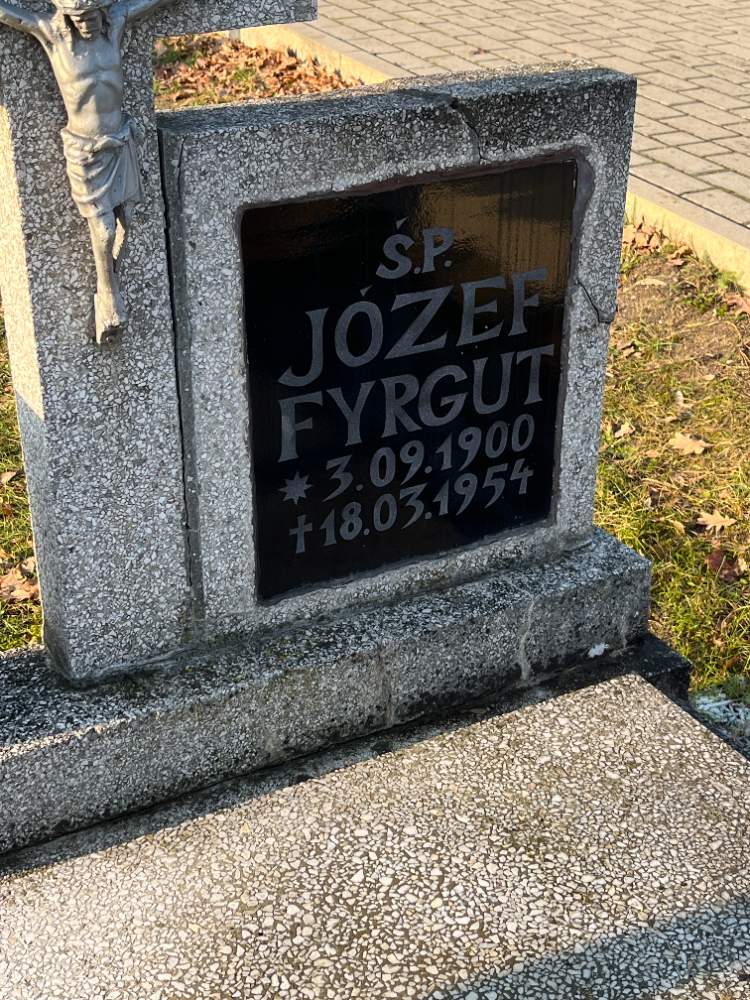 Ś.P.
JÓZEF
FYRGUT
* 3.09.1900
† 18.03.1954